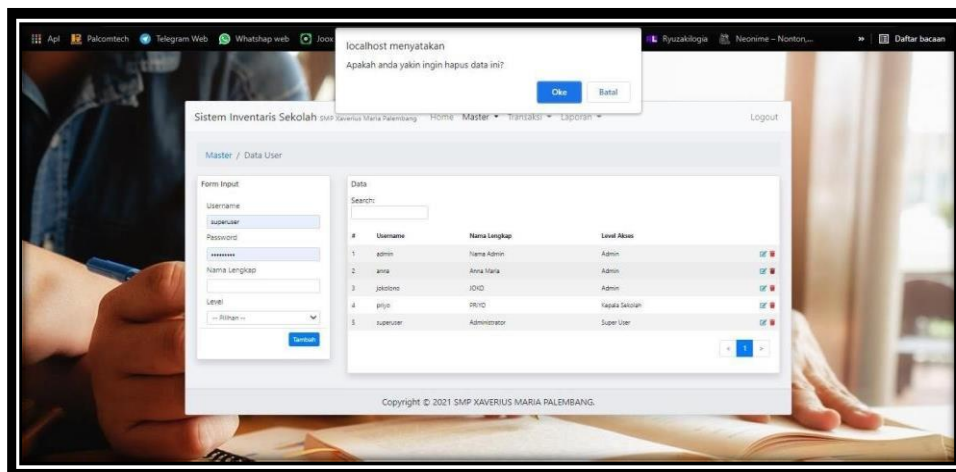 Apl Palcomtech Telegram Web Whatshap web Joox
Ryuzakilogia Neonime – Nonton,... » Daftar bacaan
localhost menyatakan
Apakah anda yakin ingin hapus data ini?
Oke Batal
Sistem Inventaris Sekolah SMP Xaverius Maria Palembang Home Master Transaksi Laporan Logout
Master / Data User
Form Input
Username
superuser
Password
Nama Lengkap
Level
-- Pilihan --
Tambah
Data
Search:
# Username Nama Lengkap Level Akses
1 admin Nama Admin Admin
2 anna Anna Maria Admin
3 jokolono JOKO Admin
4 priyo PRIYO Kepala Sekolah
5 superuser Administrator Super User
< 1 >
Copyright © 2021 SMP XAVERIUS MARIA PALEMBANG.